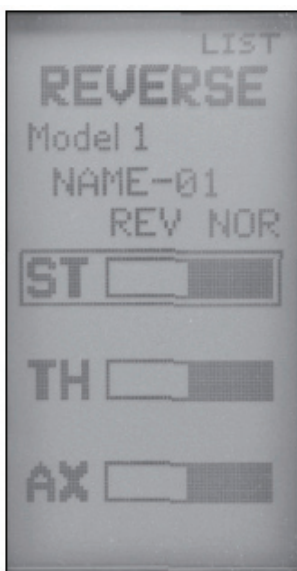 LIST
REVERSE
Model 1
NAME-01
REV NOR
ST
TH
AX